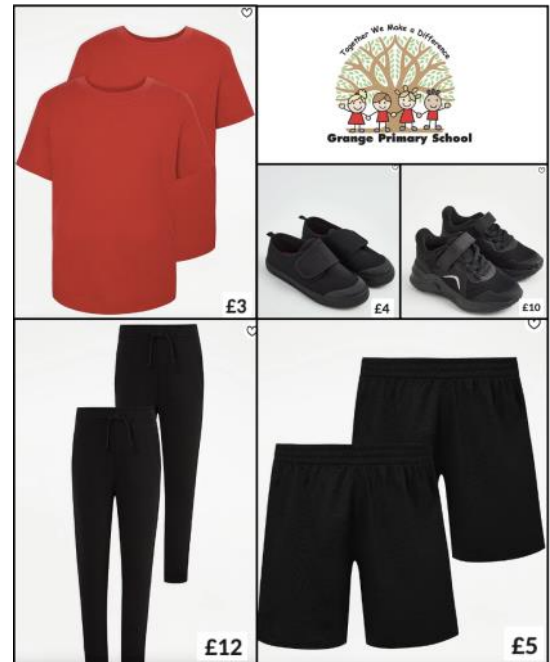 Together We Make a Difference
Grange Primary School
£3
£4
£10
£12
£5